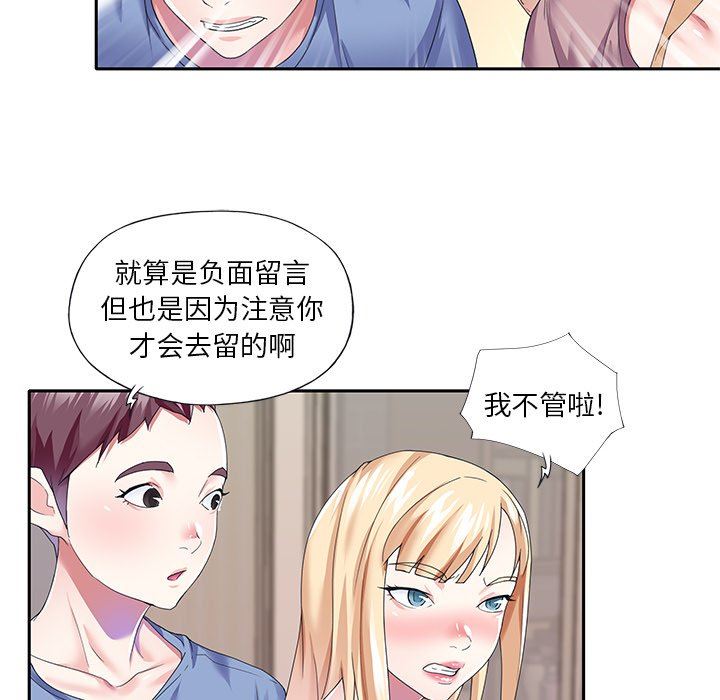 就算是负面留言
但也是因为注意你
才会去留的啊
我不管啦!